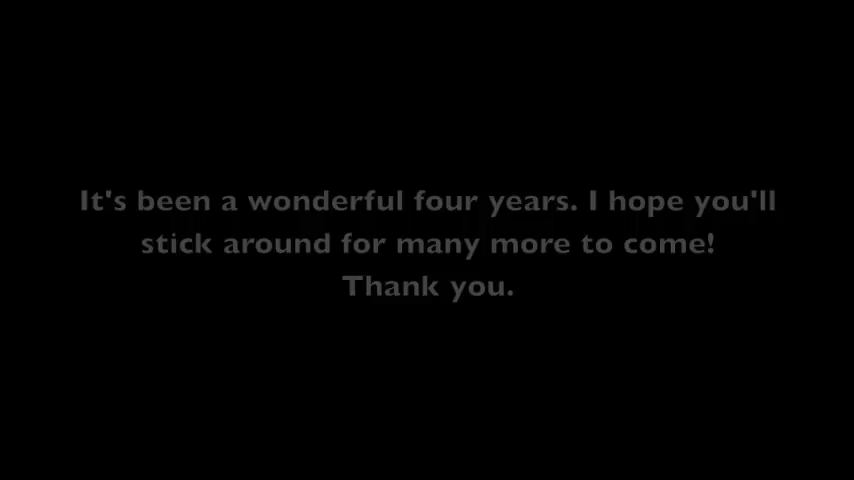 It's been a wonderful four years. I hope you'll
stick around for many more to come!
Thank you.